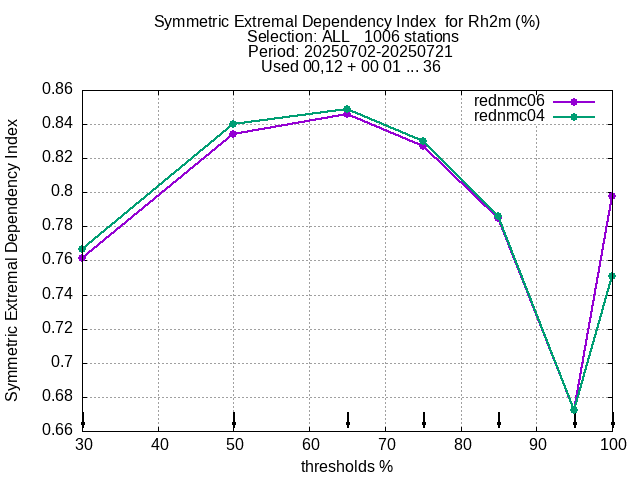 Symmetric Extremal Dependency Index  for Rh2m (%)
Selection: ALL   1006 stations
Period: 20250702-20250721
Used 00,12 + 00 01 ... 36
rednmc06
rednmc04
Symmetric Extremal Dependency Index
0.86
0.84
0.82
0.8
0.78
0.76
0.74
0.72
0.7
0.68
0.66
30 40 50 60 70 80 90 100
thresholds %